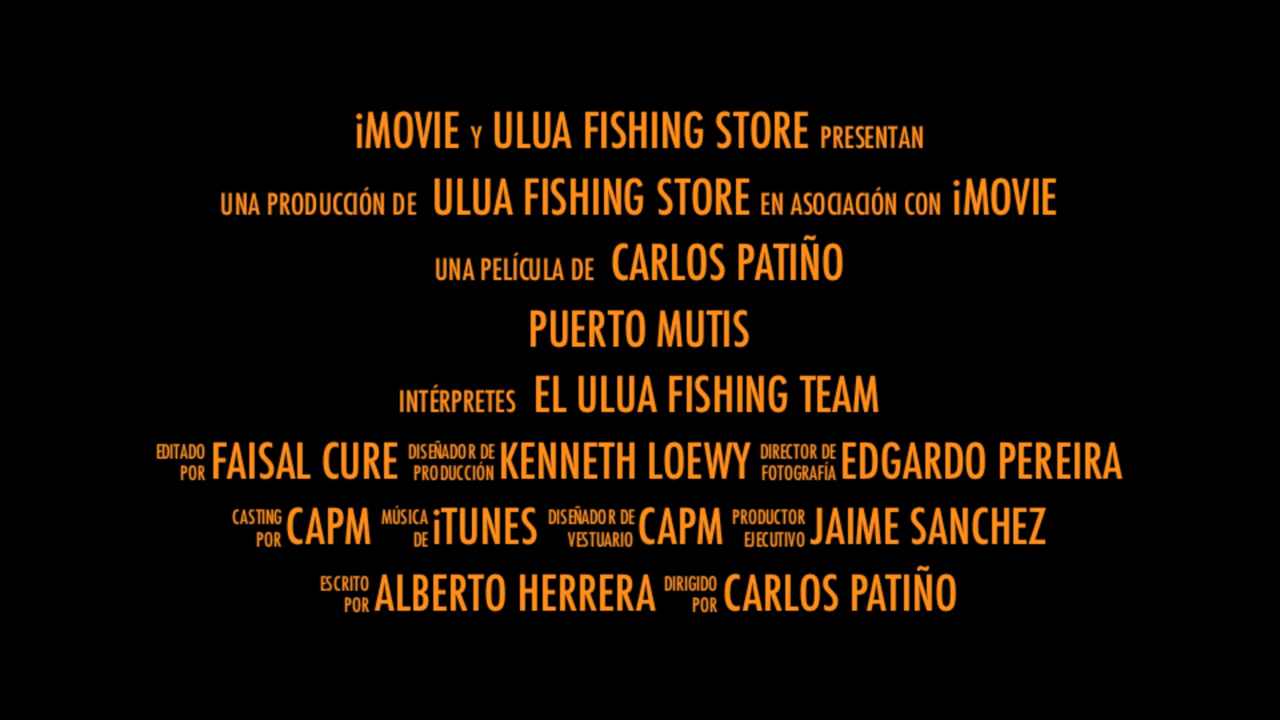 iMOVIE Y ULUA FISHING STORE PRESENTAN
UNA PRODUCCIÓN DE ULUA FISHING STORE EN ASOCIACIÓN CON iMOVIE
UNA PELÍCULA DE CARLOS PATIÑO
PUERTO MUTIS
INTÉRPRETES EL ULUA FISHING TEAM
EDITADO POR FAISAL CURE DISEÑADOR DE PRODUCCIÓN KENNETH LOEWY DIRECTOR DE FOTOGRAFÍA EDGARDO PEREIRA
CASTING POR CAPM MÚSICA DE iTUNES DISEÑADOR DE VESTUARIO CAPM PRODUCTOR EJECUTIVO JAIME SANCHEZ
ESCRITO POR ALBERTO HERRERA DIRIGIDO POR CARLOS PATIÑO